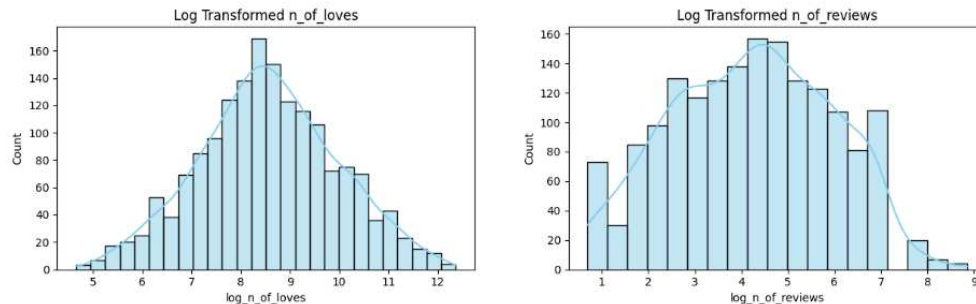 Log Transformed n_of_loves
160
140
120
100
80
60
40
20
0
Count
5 6 7 8 9 10 11 12
log_n_of_loves
Log Transformed n_of_reviews
160
140
120
100
80
60
40
20
0
Count
1 2 3 4 5 6 7 8 9
log_n_of_reviews